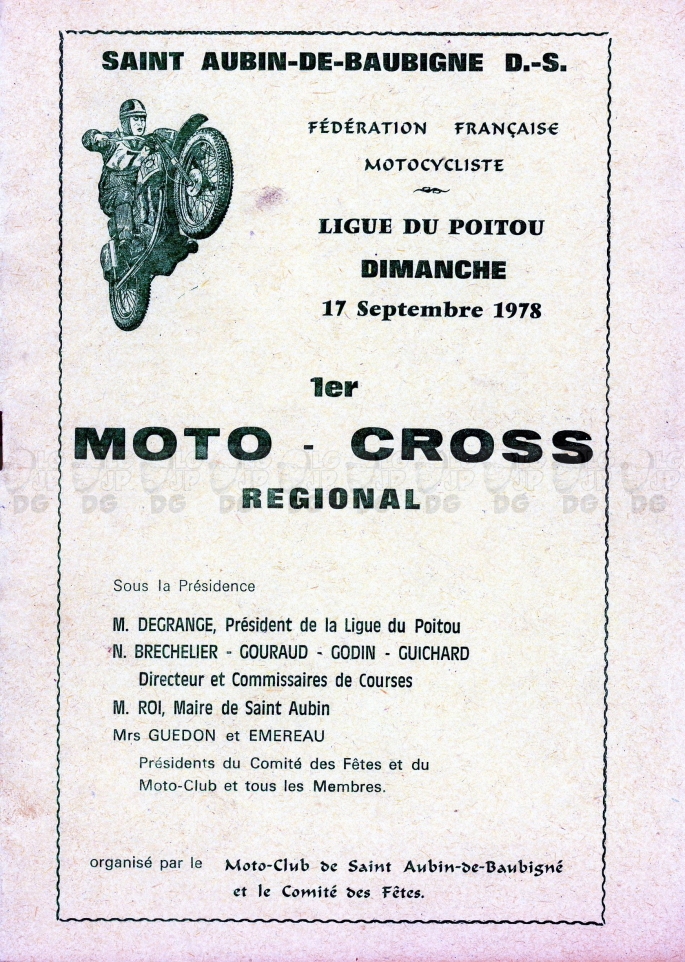 SAINT AUBIN-DE-BAUBIGNE D.-S.
FÉDÉRATION FRANÇAISE
MOTOCYCLISTE
LIGUE DU POITOU
DIMANCHE
17 Septembre 1978
1er
MOTO - CROSS
REGIONAL
Sous la Présidence
M. DEGRANGE, Président de la Ligue du Poitou
N. BRECHELIER - GOURAUD - GODIN - GUICHARD
Directeur et Commissaires de Courses
M. ROI, Maire de Saint Aubin
Mrs GUEDON et EMEREAU
Présidents du Comité des Fêtes et du
Moto-Club et tous les Membres.
organisé par le Moto-Club de Saint Aubin-de-Baubigné
et le Comité des Fêtes.